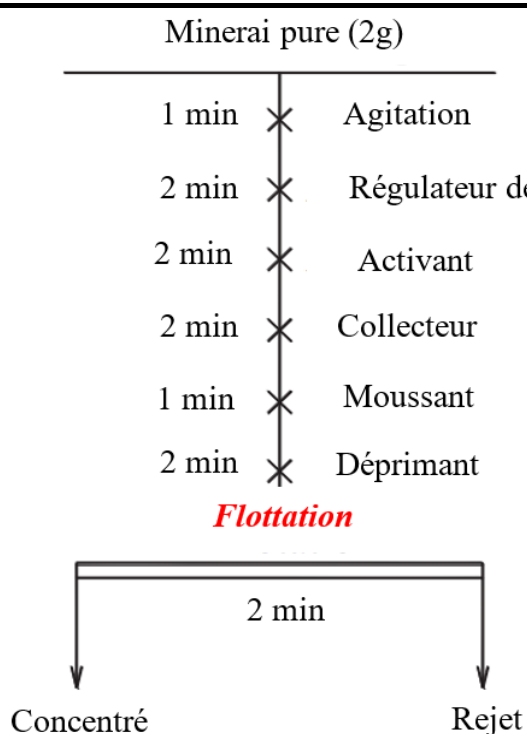 Minerai pure (2g)
1 min Agitation
2 min Régulateur de
2 min Activant
2 min Collecteur
1 min Moussant
2 min Déprimant
Flottation
2 min
Concentré Rejet